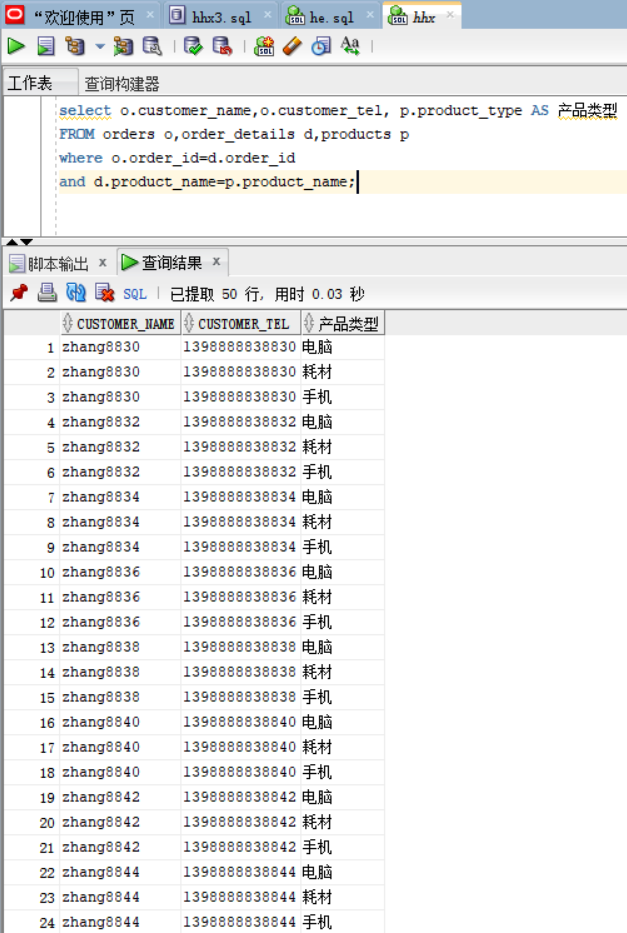 “欢迎使用”页 hhx3.sql he.sql hhx
工作表 查询构建器
select o.customer_name,o.customer_tel, p.product_type AS 产品类型
FROM orders o,order_details d,products p
where o.order_id=d.order_id
and d.product_name=p.product_name;
脚本输出 查询结果
SQL | 已提取 50 行, 用时 0.03 秒
CUSTOMER_NAME CUSTOMER_TEL 产品类型
1 zhang8830 1398888838830 电脑
2 zhang8830 1398888838830 耗材
3 zhang8830 1398888838830 手机
4 zhang8832 1398888838832 电脑
5 zhang8832 1398888838832 耗材
6 zhang8832 1398888838832 手机
7 zhang8834 1398888838834 电脑
8 zhang8834 1398888838834 耗材
9 zhang8834 1398888838834 手机
10 zhang8836 1398888838836 电脑
11 zhang8836 1398888838836 耗材
12 zhang8836 1398888838836 手机
13 zhang8838 1398888838838 电脑
14 zhang8838 1398888838838 耗材
15 zhang8838 1398888838838 手机
16 zhang8840 1398888838840 电脑
17 zhang8840 1398888838840 耗材
18 zhang8840 1398888838840 手机
19 zhang8842 1398888838842 电脑
20 zhang8842 1398888838842 耗材
21 zhang8842 1398888838842 手机
22 zhang8844 1398888838844 电脑
23 zhang8844 1398888838844 耗材
24 zhang8844 1398888838844 手机